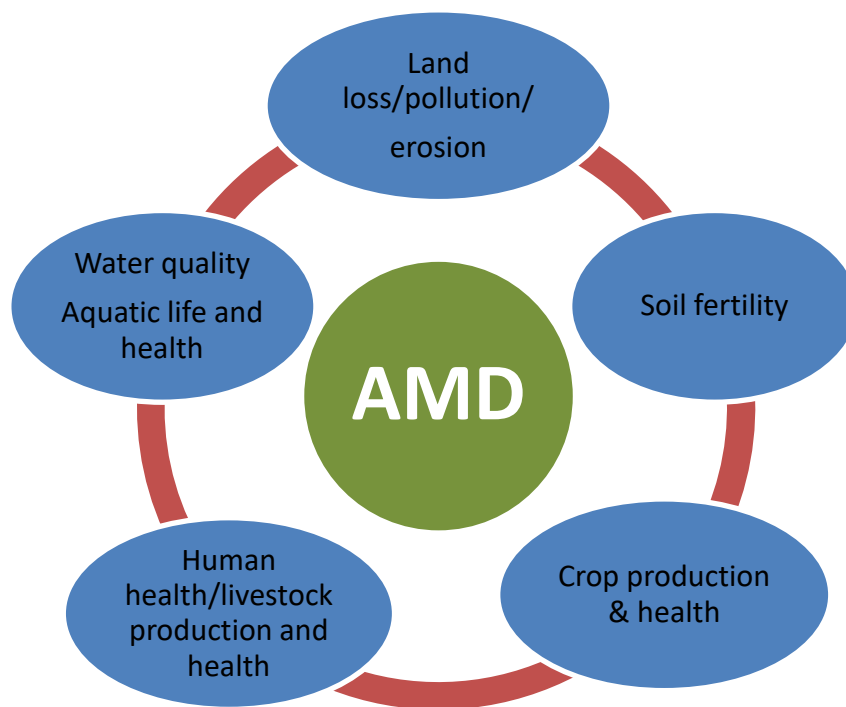 Land
loss/pollution/
erosion
Water quality
Aquatic life and
health
Soil fertility
AMD
Human
health/livestock
production and
health
Crop production
& health